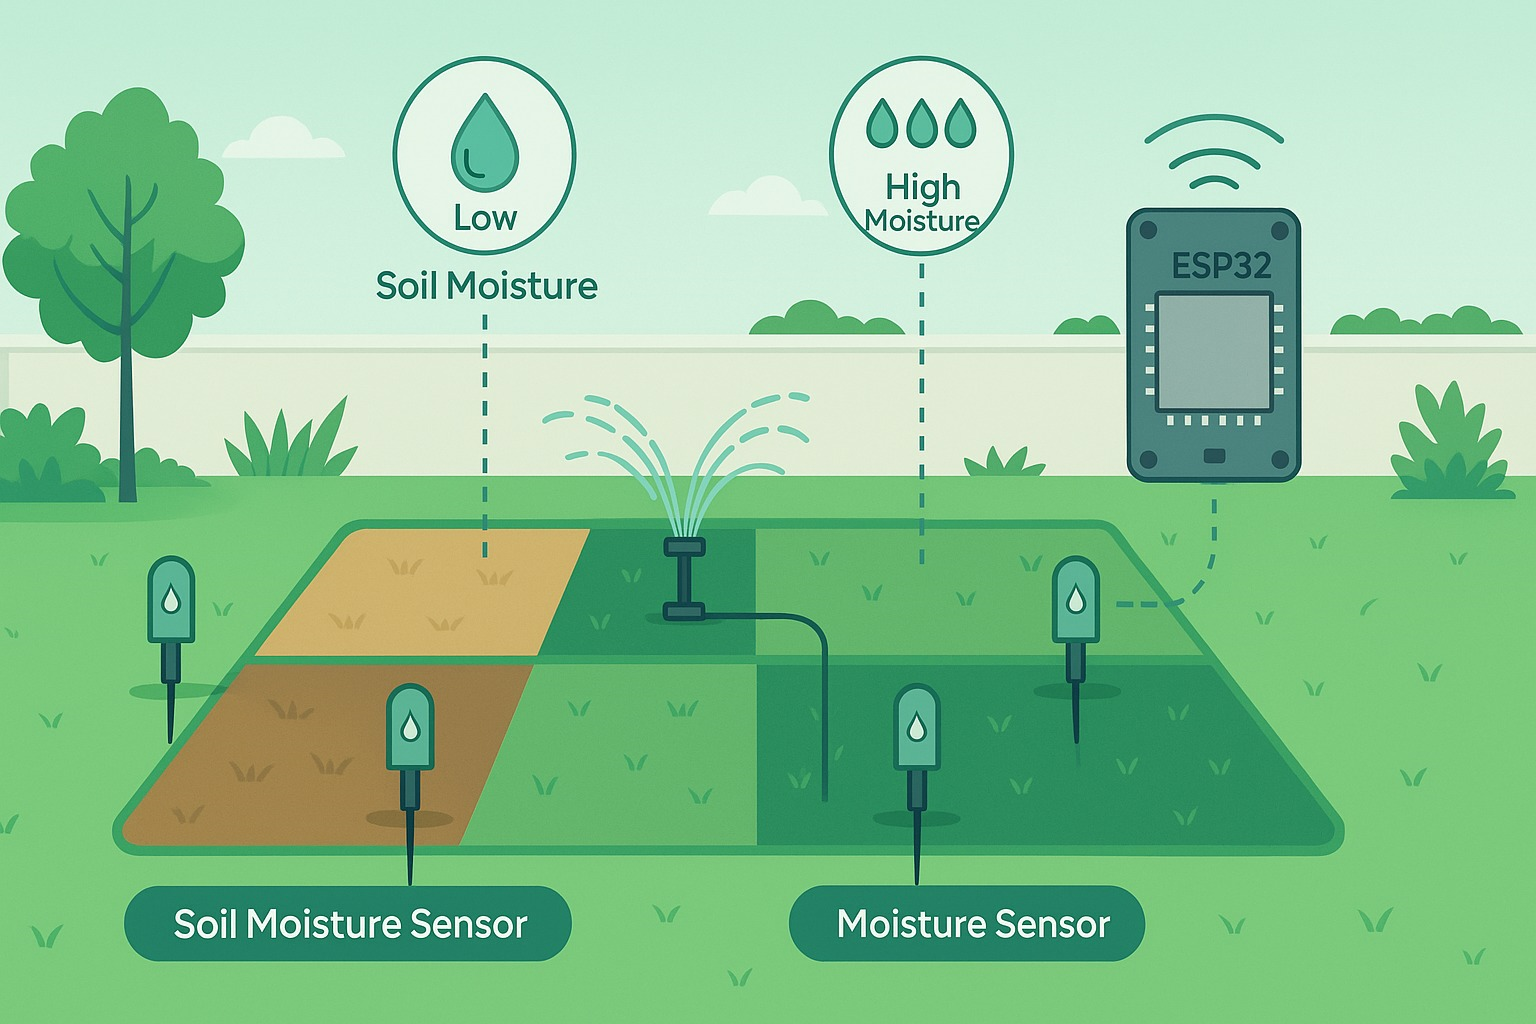 Low
Soil Moisture
High
Moisture
ESP32
Soil Moisture Sensor
Moisture Sensor